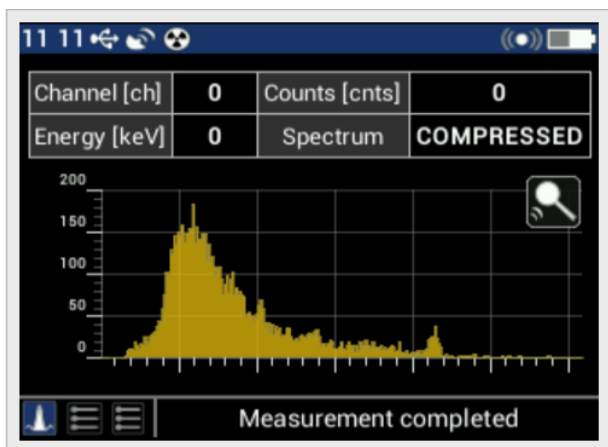 11 11
Channel [ch] 0 Counts [cnts] 0
Energy [keV] 0 Spectrum COMPRESSED
200
150
100
50
0
Measurement completed